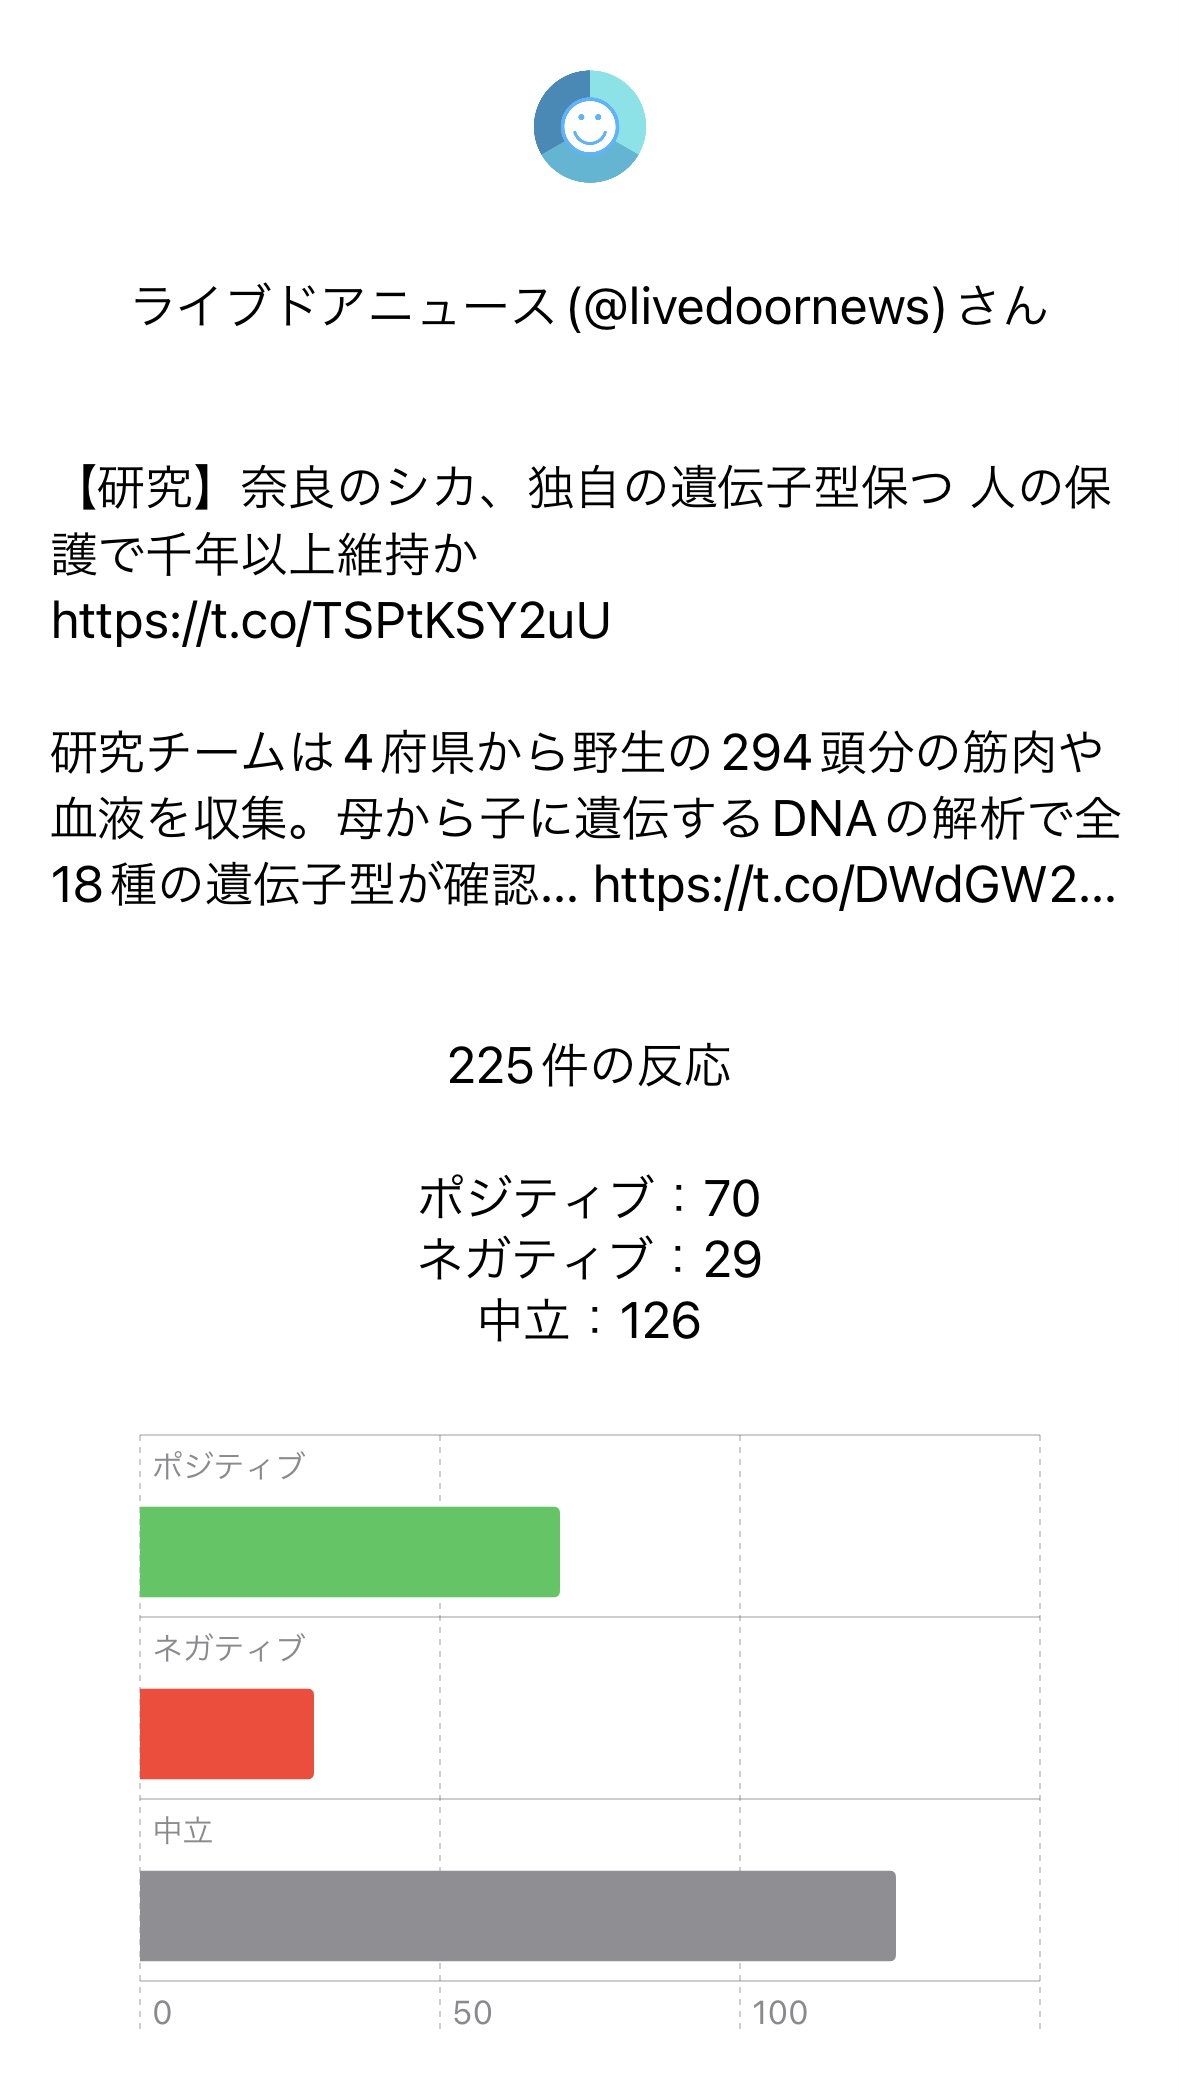 ライブドアニュース(@livedoornews)さん
【研究】奈良のシカ、独自の遺伝子型保つ 人の保
護で千年以上維持か
https://t.co/TSPtKSY2uU
研究チームは4府県から野生の294頭分の筋肉や
血液を収集。母から子に遺伝するDNAの解析で全
18種の遺伝子型が確認... https://t.co/DWdGW2...
225件の反応
ポジティブ：70
ネガティブ：29
中立：126
ポジティブ
ネガティブ
中立
0 50 100